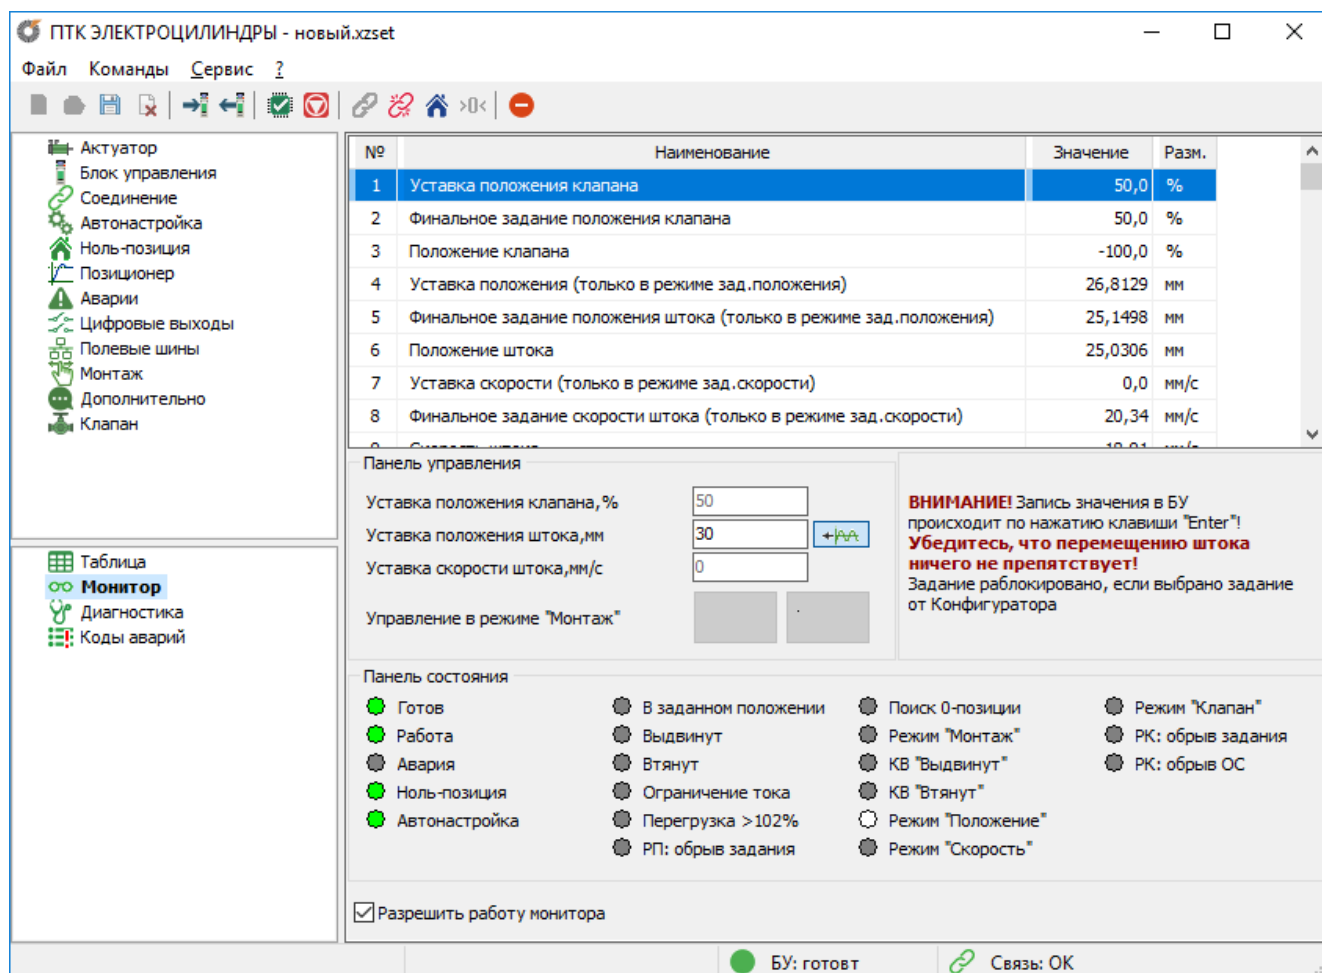 ПТК ЭЛЕКТРОЦИЛИНДРЫ - новый.xzset
Файл Команды Сервис ?
>0<
Актуатор
Блок управления
Соединение
Автонастройка
Ноль-позиция
Позиционер
Аварии
Цифровые выходы
Полевые шины
Монтаж
Дополнительно
Клапан
Таблица
Монитор
Диагностика
Коды аварий
№ Наименование Значение Разм.
1 Уставка положения клапана 50,0 %
2 Финальное задание положения клапана 50,0 %
3 Положение клапана -100,0 %
4 Уставка положения (только в режиме зад.положения) 26,8129 мм
5 Финальное задание положения штока (только в режиме зад.положения) 25,1498 мм
6 Положение штока 25,0306 мм
7 Уставка скорости (только в режиме зад.скорости) 0,0 мм/с
8 Финальное задание скорости штока (только в режиме зад.скорости) 20,34 мм/с
Панель управления
Уставка положения клапана,% 50
Уставка положения штока,мм 30
Уставка скорости штока,мм/с 0
Управление в режиме "Монтаж"
ВНИМАНИЕ! Запись значения в БУ
происходит по нажатию клавиши "Enter"!
Убедитесь, что перемещению штока
ничего не препятствует!
Задание раблокировано, если выбрано задание
от Конфигуратора
Панель состояния
Готов В заданном положении Поиск 0-позиции Режим "Клапан"
Работа Выдвинут Режим "Монтаж" РК: обрыв задания
Авария Втянут КВ "Выдвинут" РК: обрыв ОС
Ноль-позиция Ограничение тока КВ "Втянут"
Автонастройка Перегрузка >102% Режим "Положение"
РП: обрыв задания Режим "Скорость"
Разрешить работу монитора
БУ: готовт Связь: ОК